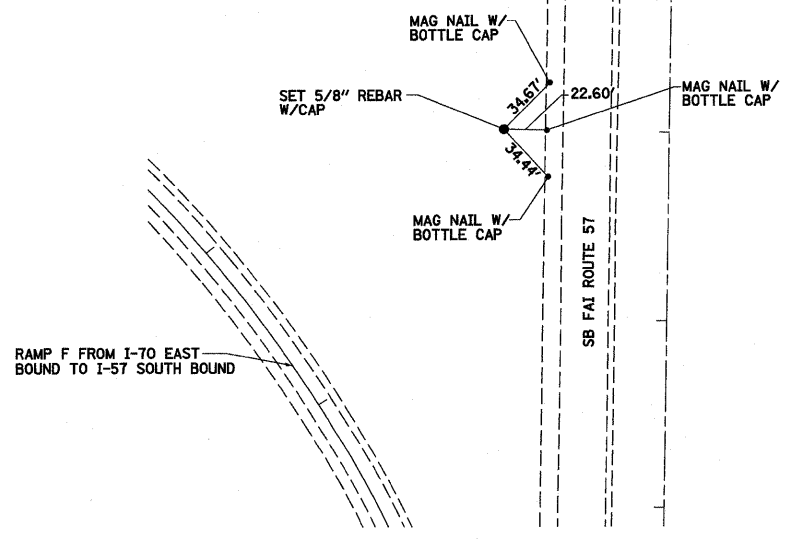 MAG NAIL W/
BOTTLE CAP
SET 5/8" REBAR
W/CAP
34.67'
22.60'
MAG NAIL W/
BOTTLE CAP
34.44'
MAG NAIL W/
BOTTLE CAP
SB FAI ROUTE 57
RAMP F FROM I-70 EAST
BOUND TO I-57 SOUTH BOUND